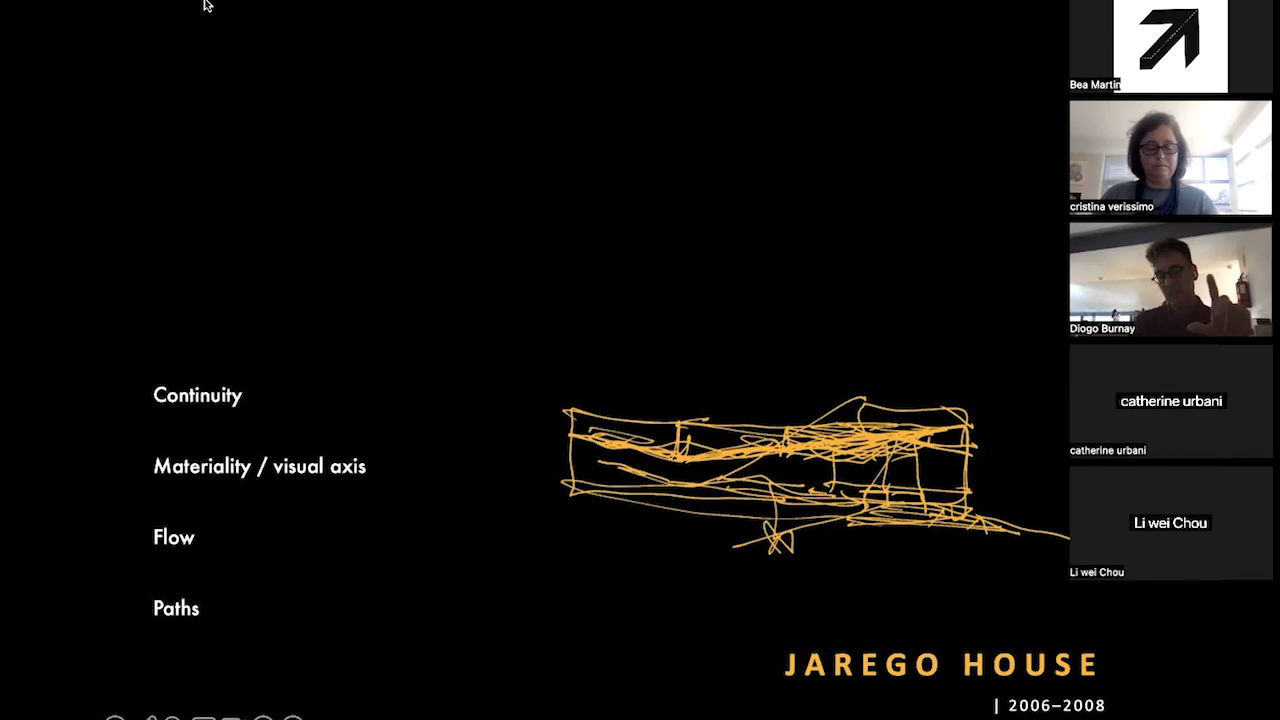 Continuity
Materiality / visual axis
Flow
Paths
JAREGO HOUSE
| 2006–2008
Bea Martin
cristina verissimo
Diogo Burnay
catherine urbani
catherine urbani
Li wei Chou
Li wei Chou